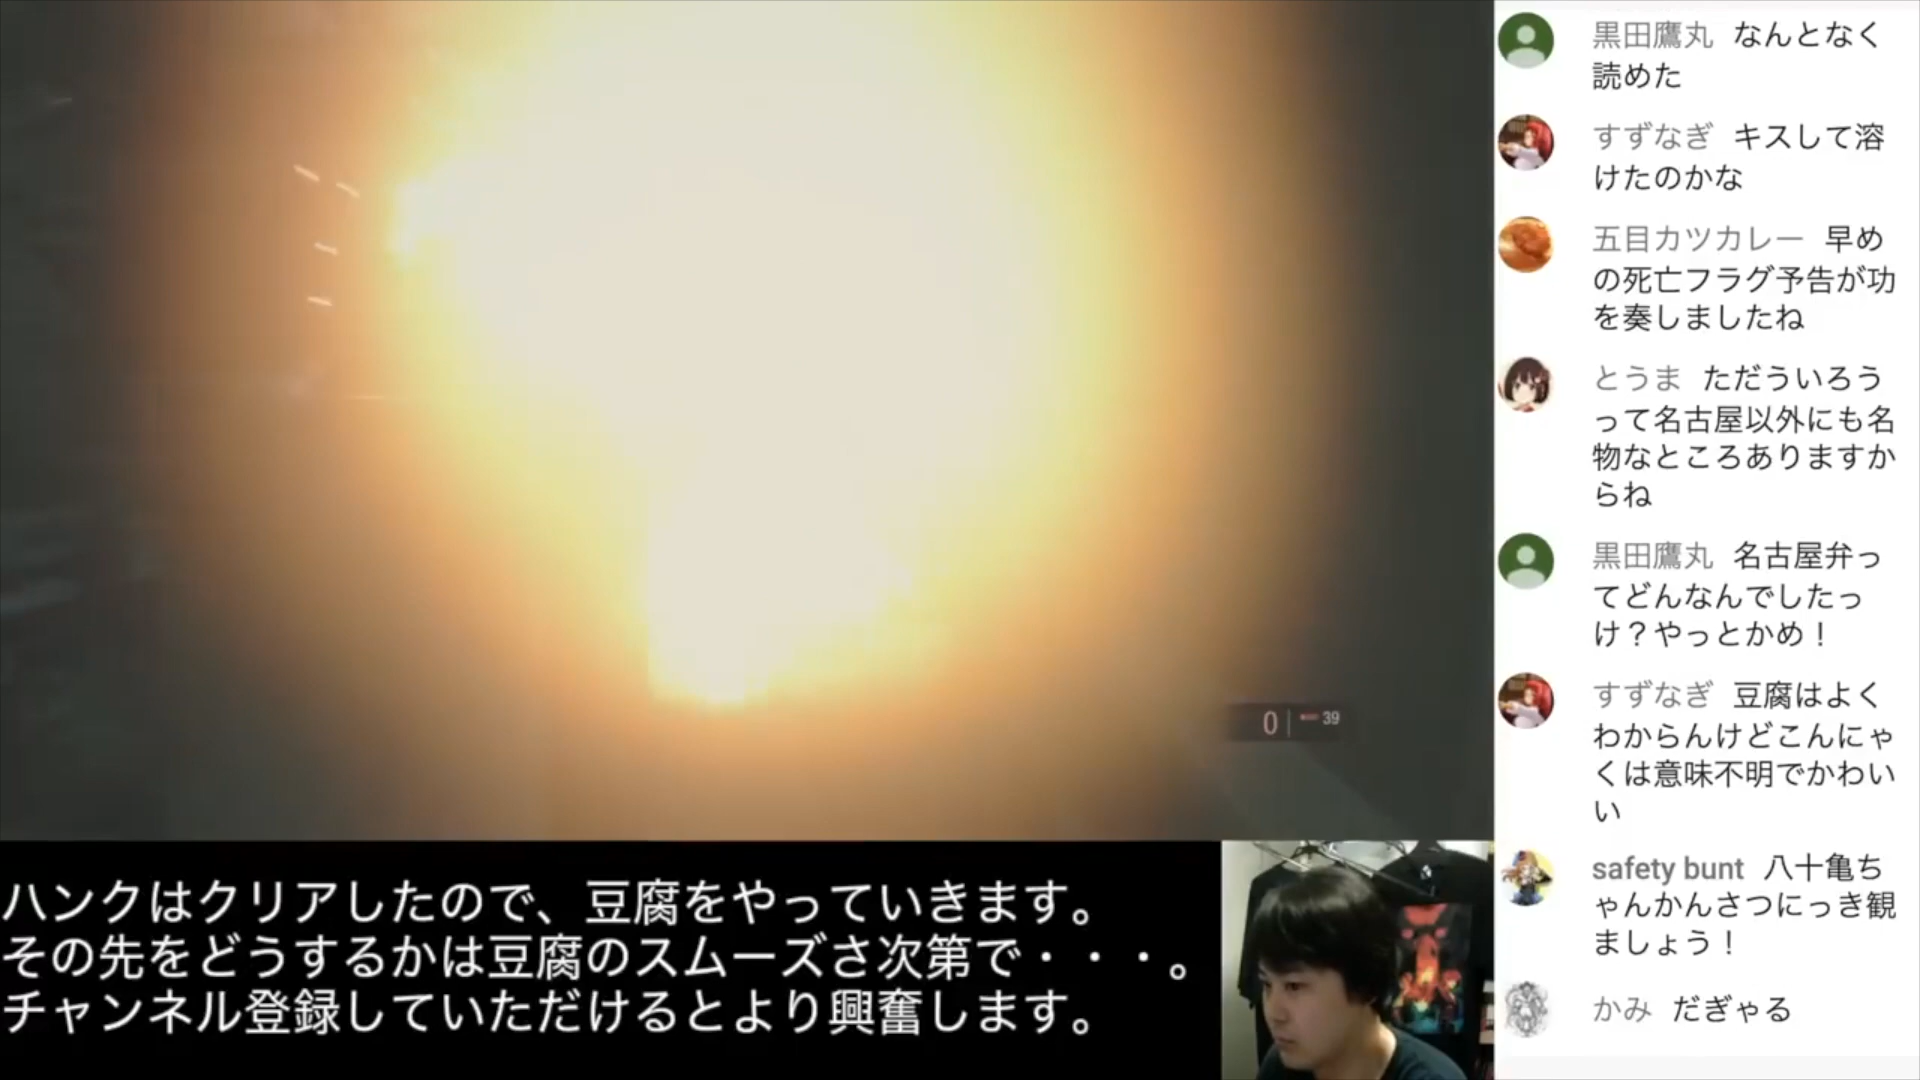 0 39
ハンクはクリアしたので、豆腐をやっていきます。
その先をどうするかは豆腐のスムーズさ次第で・・・。
チャンネル登録していただけるとより興奮します。
黒田鷹丸 なんとなく
読めた
すずなぎ キスして溶
けたのかな
五目カツカレー 早め
の死亡フラグ予告が功
を奏しましたね
とうま ただういろう
って名古屋以外にも名
物なところありますか
らね
黒田鷹丸 名古屋弁っ
てどんなんでしたっ
け？やっとかめ！
すずなぎ 豆腐はよく
わからんけどこんにゃ
くは意味不明でかわい
い
safety bunt 八十亀ち
ゃんかんさつにっき観
ましょう！
かみ だぎゃる